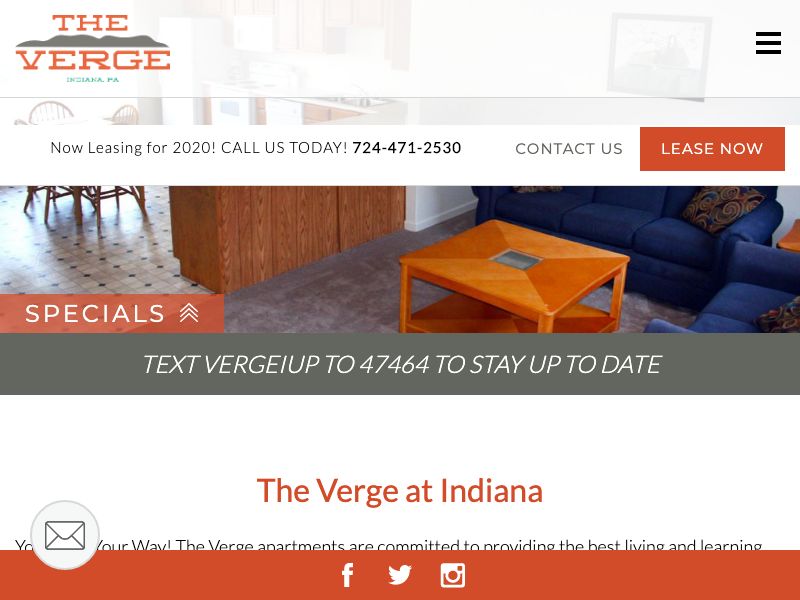 THE
VERGE
INDIANA, PA
Now Leasing for 2020! CALL US TODAY! 724-471-2530
CONTACT US
LEASE NOW
SPECIALS
TEXT VERGEIUP TO 47464 TO STAY UP TO DATE
The Verge at Indiana
Your Way! The Verge apartments are committed to providing the best living and learning